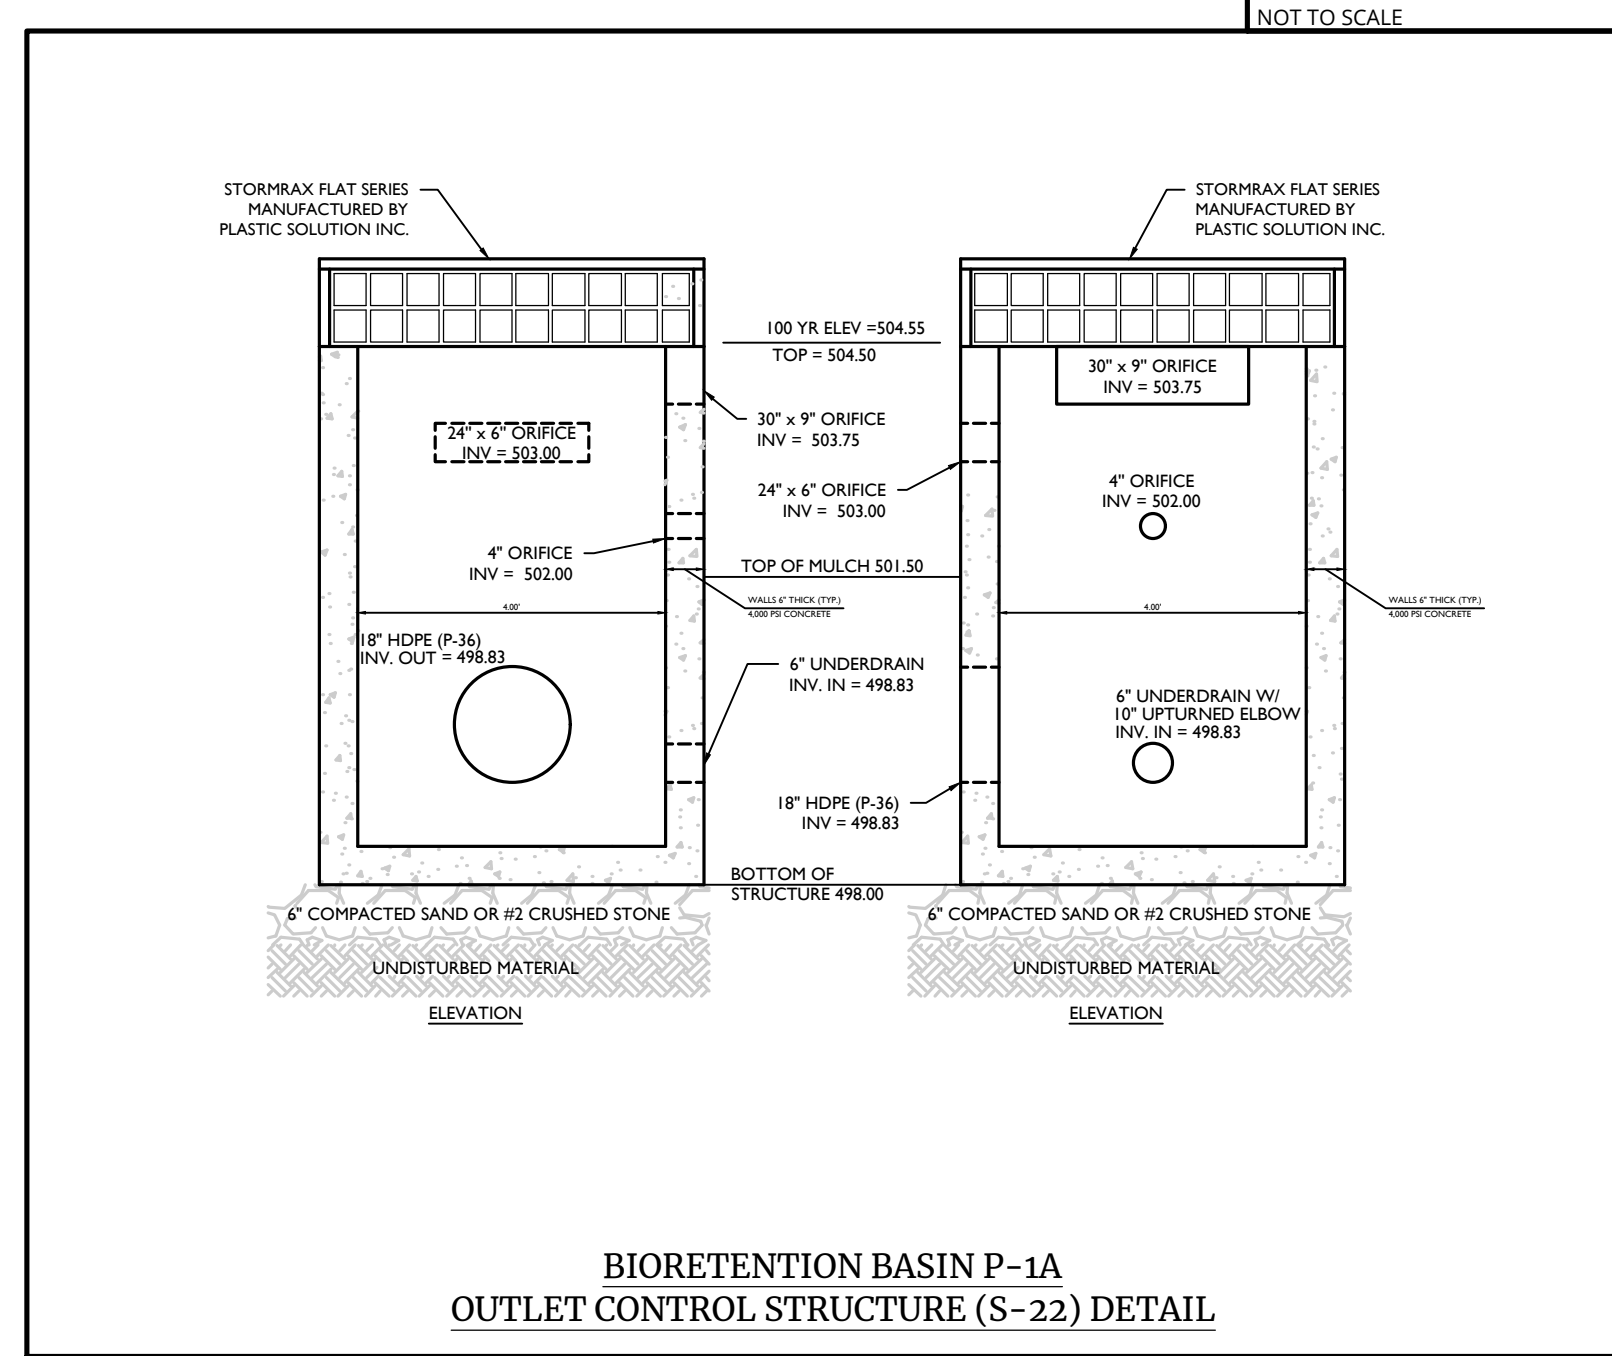 NOT TO SCALE
STORMRAX FLAT SERIES
MANUFACTURED BY
PLASTIC SOLUTION INC.
STORMRAX FLAT SERIES
MANUFACTURED BY
PLASTIC SOLUTION INC.
100 YR ELEV =504.55
TOP = 504.50
30" x 9" ORIFICE
INV = 503.75
30" x 9" ORIFICE
INV = 503.75
24" x 6" ORIFICE
INV = 503.00
24" x 6" ORIFICE
INV = 503.00
4" ORIFICE
INV = 502.00
4" ORIFICE
INV = 502.00
TOP OF MULCH 501.50
WALLS 6" THICK (TYP.)
4,000 PSI CONCRETE
WALLS 6" THICK (TYP.)
4,000 PSI CONCRETE
4.00'
4.00'
18" HDPE (P-36)
INV. OUT = 498.83
6" UNDERDRAIN
INV. IN = 498.83
6" UNDERDRAIN W/
10" UPTURNED ELBOW
INV. IN = 498.83
18" HDPE (P-36)
INV = 498.83
BOTTOM OF
STRUCTURE 498.00
6" COMPACTED SAND OR #2 CRUSHED STONE
6" COMPACTED SAND OR #2 CRUSHED STONE
UNDISTURBED MATERIAL
UNDISTURBED MATERIAL
ELEVATION
ELEVATION
BIORETENTION BASIN P-1A
OUTLET CONTROL STRUCTURE (S-22) DETAIL